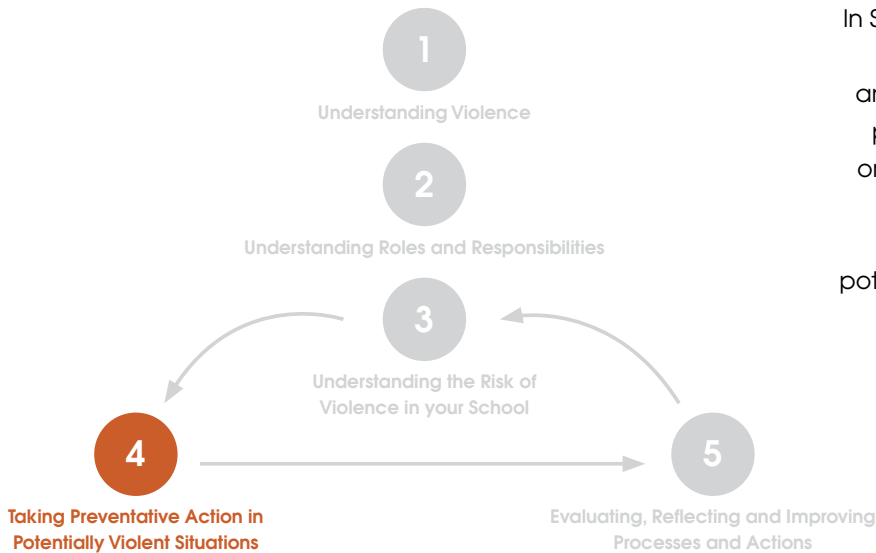 1
Understanding Violence
2
Understanding Roles and Responsibilities
3
Understanding the Risk of
Violence in your School
4
Taking Preventative Action in
Potentially Violent Situations
5
Evaluating, Reflecting and Improving
Processes and Actions
In